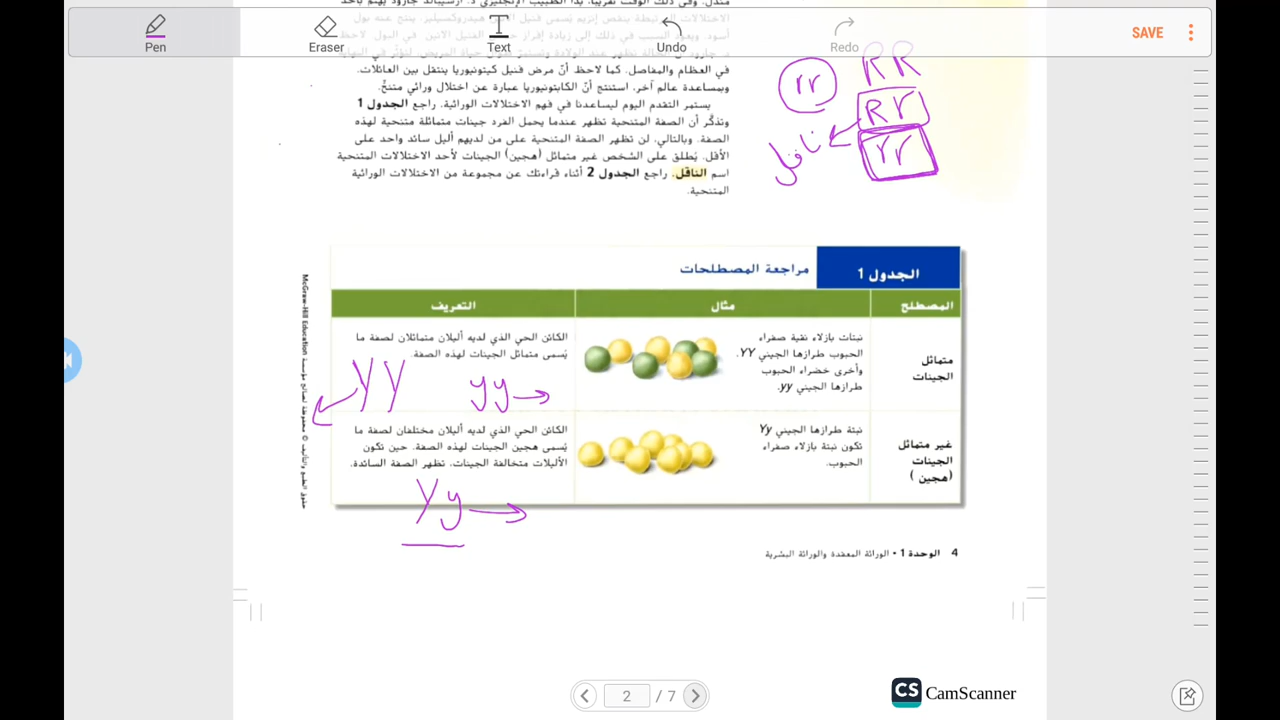 Pen
Eraser
Text
Undo
Redo
SAVE
في العظام والمفاصل. كما لاحظ أنّ مرض فنيل كيتونيوريا ينتقل بين العائلات.
وبمساعدة عالم آخر، استنتج أنّ الكابتونيوريا عبارة عن اختلال وراثي متنحٍّ.
يستمر التقدم اليوم ليساعدنا في فهم الاختلالات الوراثية. راجع الجدول 1
وتذكّر أن الصفة المتنحية تظهر عندما يحمل الفرد جينات متماثلة متنحية لهذه
الصفة. وبالتالي، لن تظهر الصفة المتنحية على من لديهم أليل سائد واحد على
الأقل. يُطلق على الشخص غير متماثل (هجين) الجينات لأحد الاختلالات المتنحية
اسم الناقل. راجع الجدول 2 أثناء قراءتك عن مجموعة من الاختلالات الوراثية
المتنحية.
rr
RR
Rr
rr
ناقل
الجدول 1 مراجعة المصطلحات
المصطلح
مثال
التعريف
متماثل
الجينات
نبتات بازلاء نقية صفراء
الحبوب طرازها الجيني YY.
وأخرى خضراء الحبوب
طرازها الجيني yy.
الكائن الحي الذي لديه أليلان متماثلان لصفة ما
يُسمى متماثل الجينات لهذه الصفة.
YY
yy
غير متماثل
الجينات
(هجين)
نبتة طرازها الجيني Yy
تكون نبتة بازلاء صفراء
الحبوب.
الكائن الحي الذي لديه أليلان مختلفان لصفة ما
يُسمى هجين الجينات لهذه الصفة. حين تكون
الأليلات متخالفة الجينات، تظهر الصفة السائدة.
Yy
حقوق الطبع والتأليف © محفوظة لصالح مؤسسة McGraw-Hill Education
4 الوحدة 1 • الوراثة المعقدة والوراثة البشرية
2 / 7
CS CamScanner